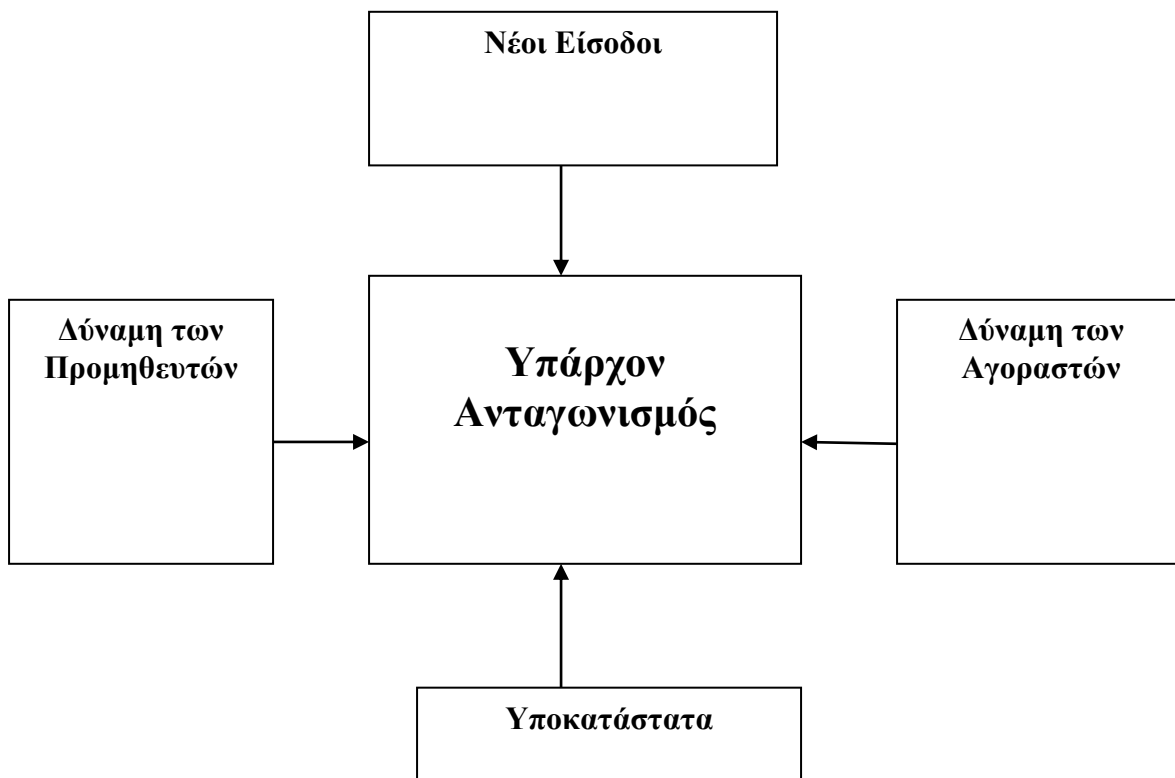 Νέοι Είσοδοι
Δύναμη των
Προμηθευτών
Υπάρχον
Ανταγωνισμός
Δύναμη των
Αγοραστών
Υποκατάστατα